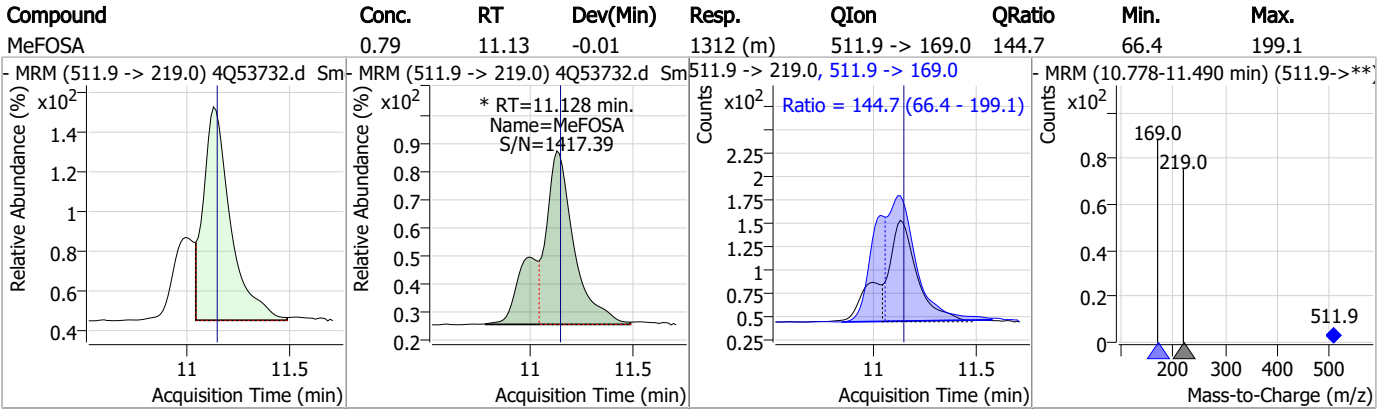 Compound Conc. RT Dev(Min) Resp. QIon QRatio Min. Max.
MeFOSA 0.79 11.13 -0.01 1312 (m) 511.9 -> 169.0 144.7 66.4 199.1
- MRM (511.9 -> 219.0) 4Q53732.d Sm
Relative Abundance (%)
x10²
1.4
1.2
1
0.8
0.6
0.4
11 11.5
Acquisition Time (min)
- MRM (511.9 -> 219.0) 4Q53732.d Sm
Relative Abundance (%)
x10²
* RT=11.128 min.
Name=MeFOSA
S/N=1417.39
0.9
0.8
0.7
0.6
0.5
0.4
0.3
0.2
11 11.5
Acquisition Time (min)
511.9 -> 219.0, 511.9 -> 169.0
Counts
x10²
Ratio = 144.7 (66.4 - 199.1)
2.25
2
1.75
1.5
1.25
1
0.75
0.5
0.25
11 11.5
Acquisition Time (min)
- MRM (10.778-11.490 min) (511.9->**)
Counts
x10²
169.0
219.0
0.8
0.6
0.4
0.2
0
511.9
200 300 400 500
Mass-to-Charge (m/z)